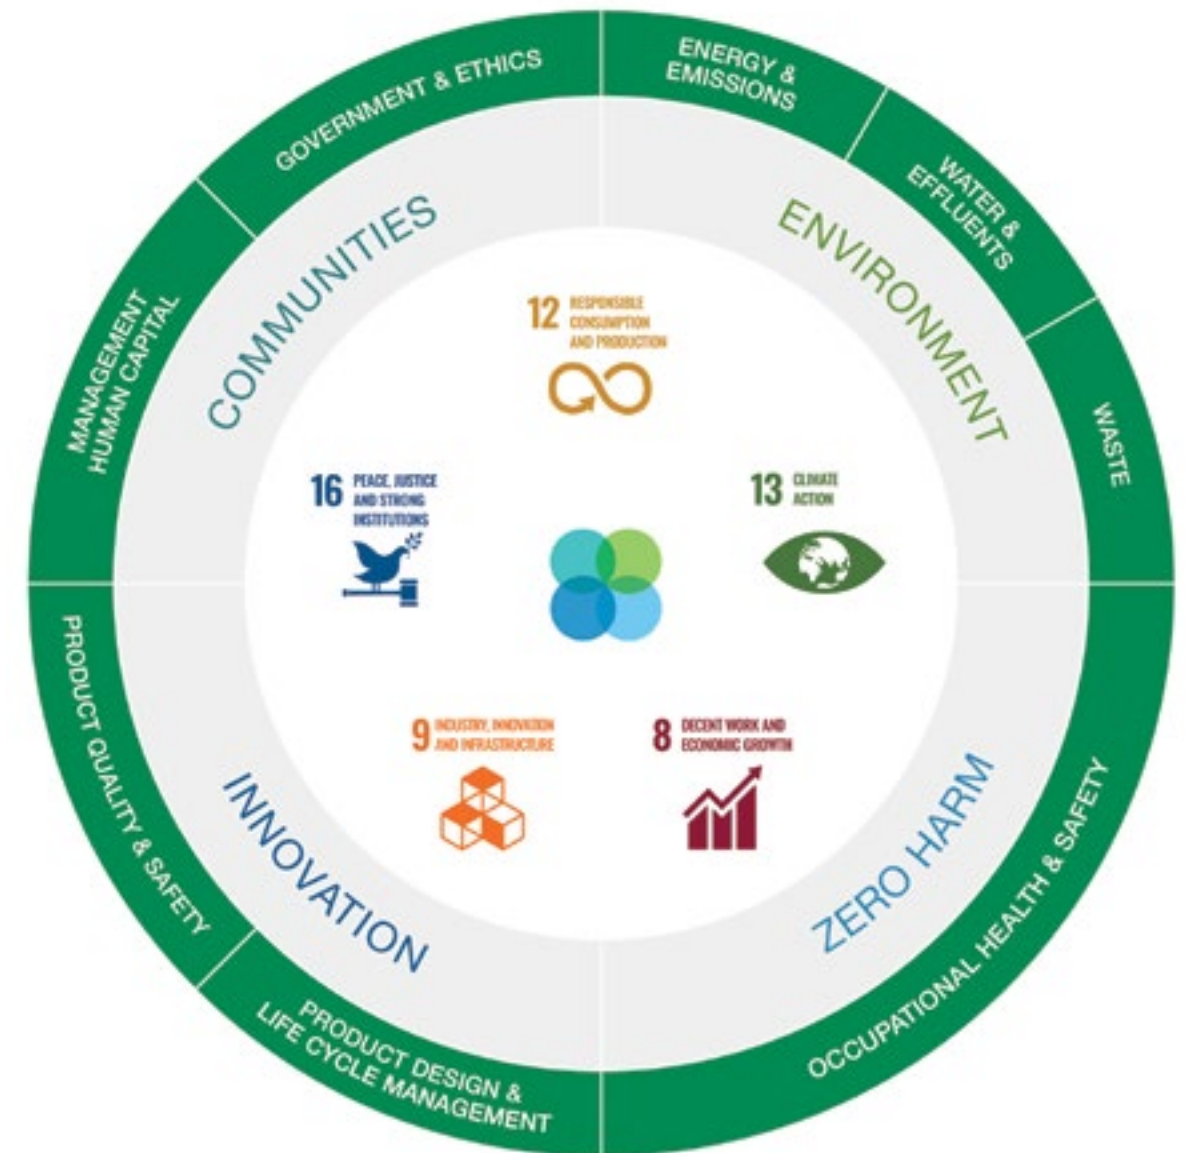 GOVERNMENT & ETHICS
ENERGY &
EMISSIONS
WATER &
EFFLUENTS
WASTE
MANAGEMENT
HUMAN CAPITAL
COMMUNITIES
ENVIRONMENT
12 RESPONSIBLE
CONSUMPTION
AND PRODUCTION
16 PEACE, JUSTICE
AND STRONG
INSTITUTIONS
13 CLIMATE
ACTION
9 INDUSTRY, INNOVATION
AND INFRASTRUCTURE
8 DECENT WORK AND
ECONOMIC GROWTH
INNOVATION
ZERO HARM
PRODUCT QUALITY & SAFETY
PRODUCT DESIGN &
LIFE CYCLE MANAGEMENT
OCCUPATIONAL HEALTH & SAFETY